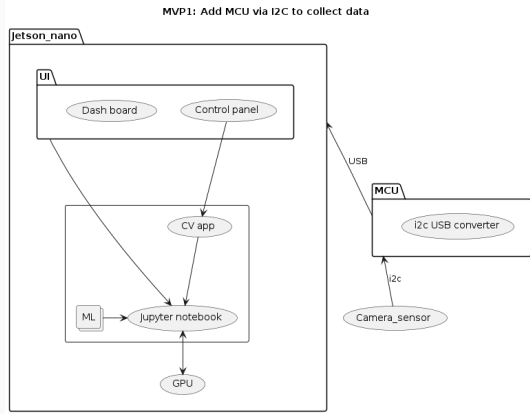 MVP1: Add MCU via I2C to collect data
Jetson_nano
UI
Dash board
Control panel
USB
MCU
i2c USB converter
CV app
i2c
ML
Jupyter notebook
Camera_sensor
GPU